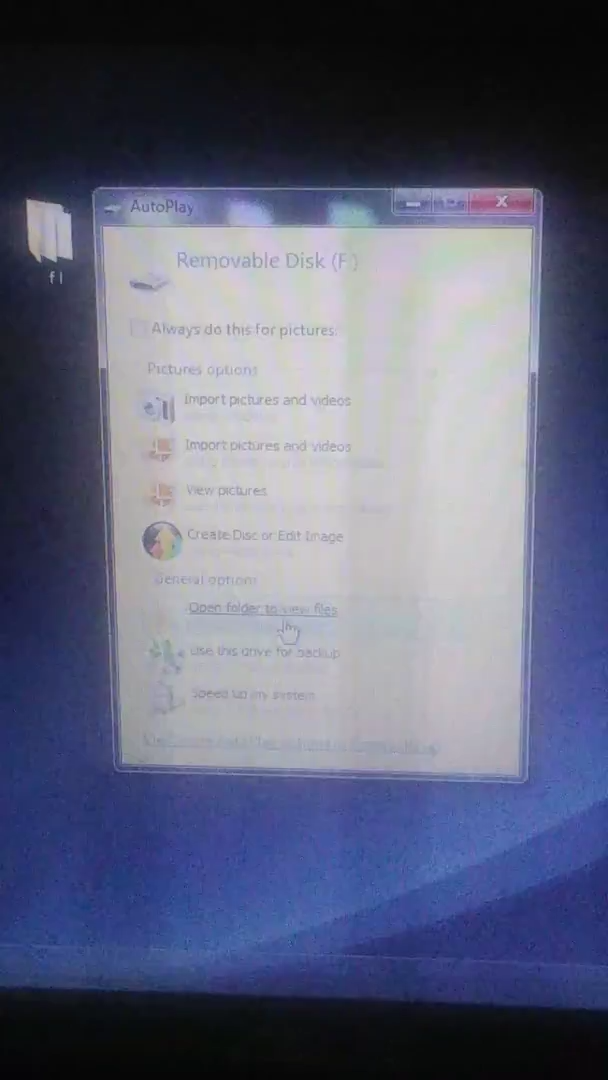 AutoPlay
f l
Removable Disk (F:)
Always do this for pictures:
Pictures options
Import pictures and videos
Import pictures and videos
View pictures
Create Disc or Edit Image
General options
Open folder to view files
Use this drive for backup
Speed up my system